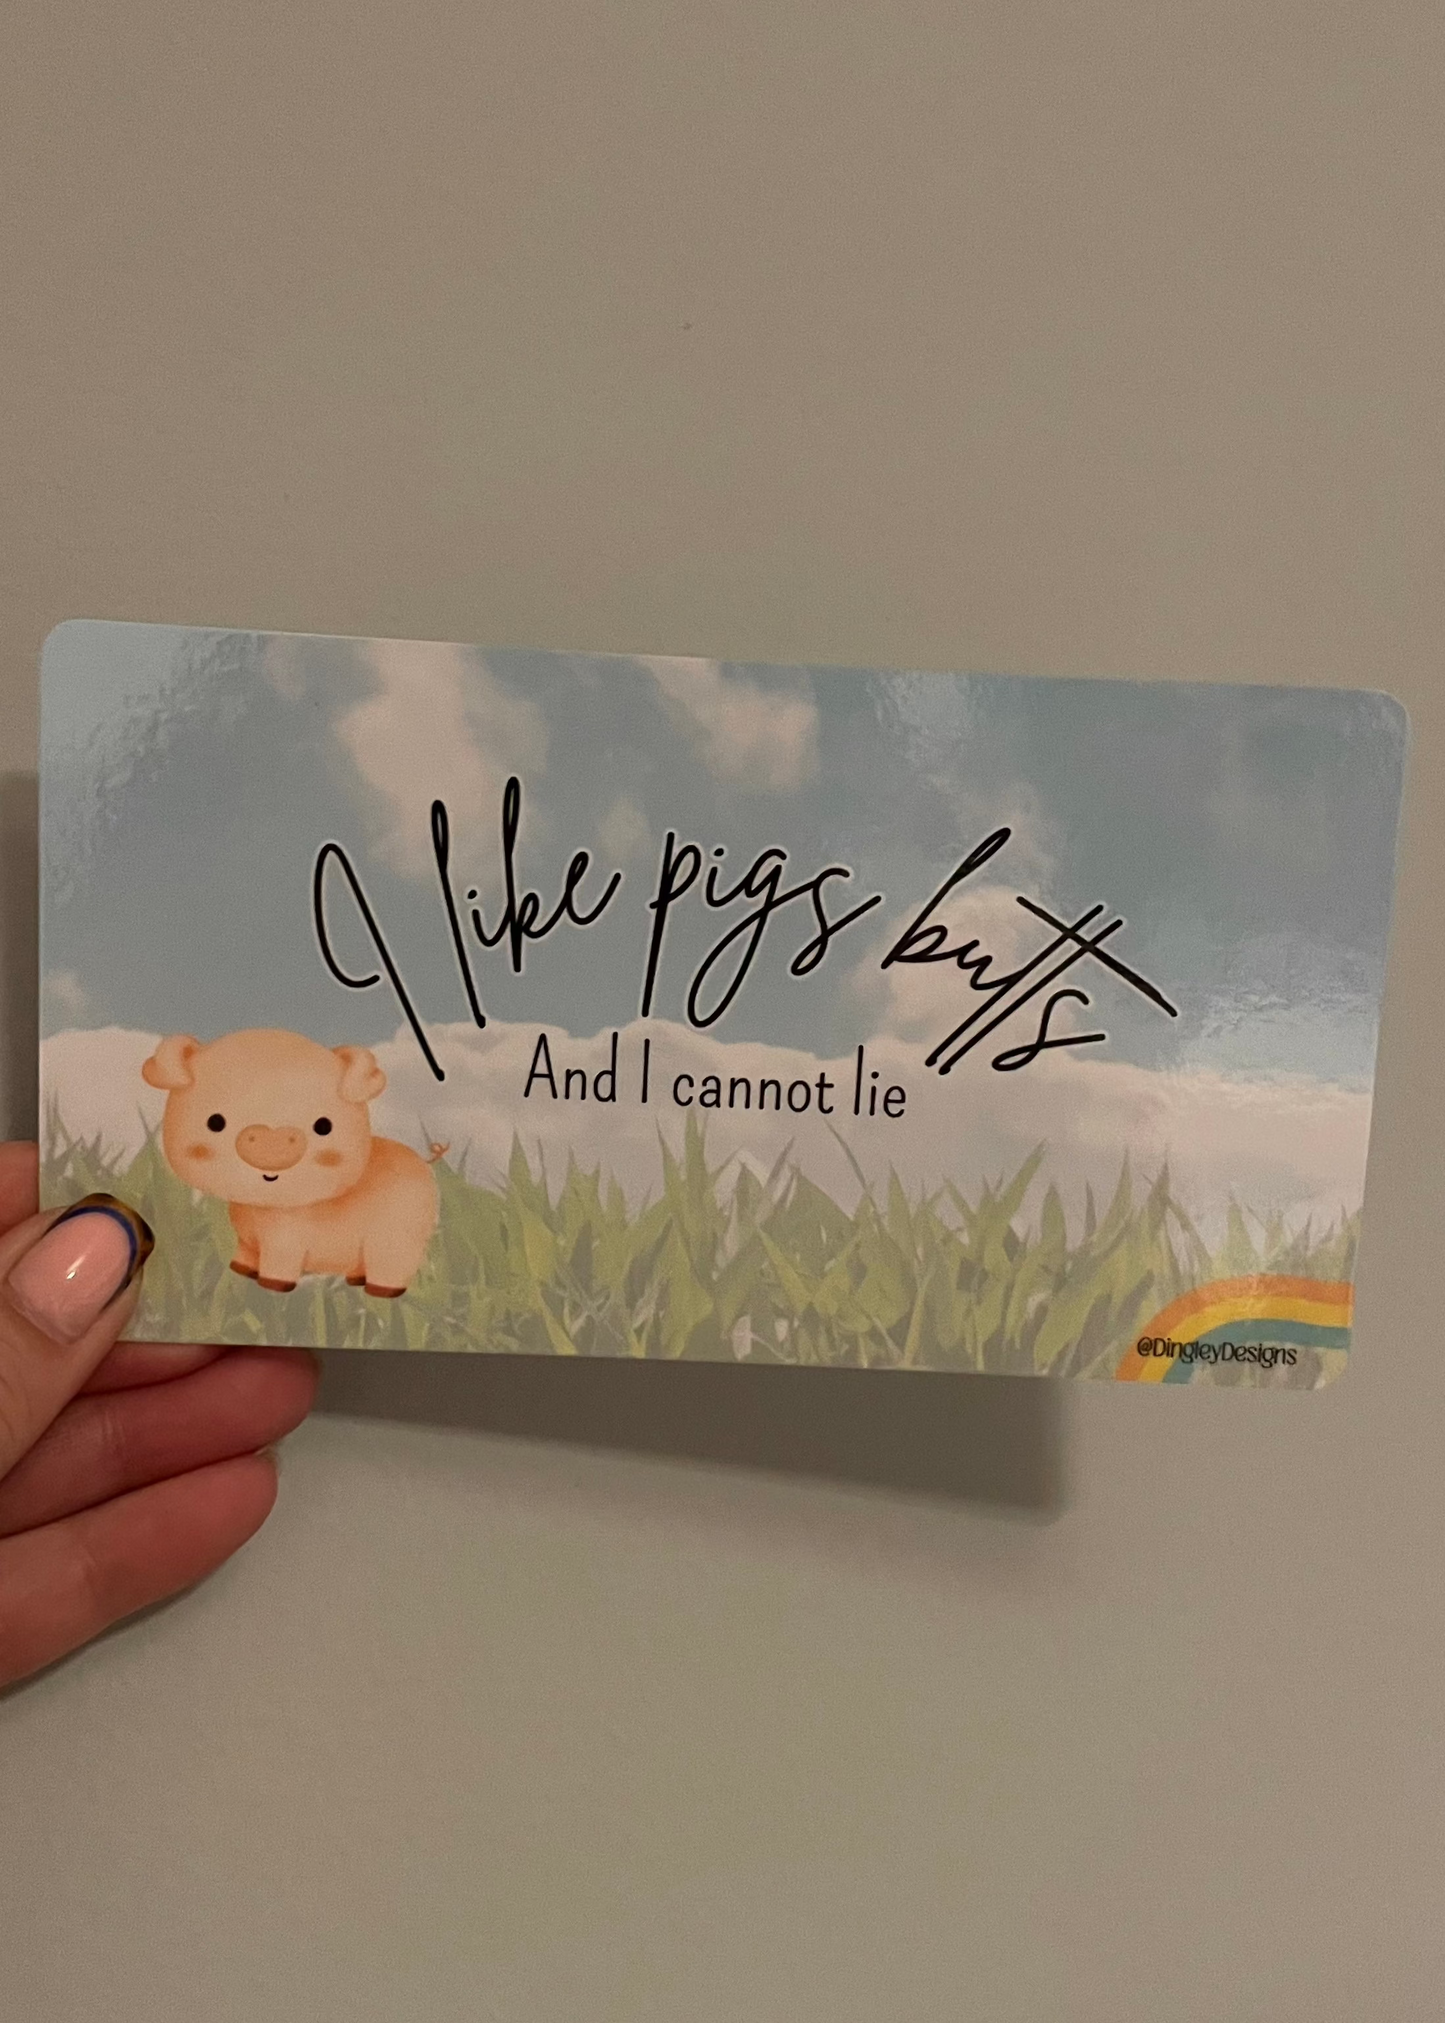 I like pigs butts
And I cannot lie
@DingleyDesigns